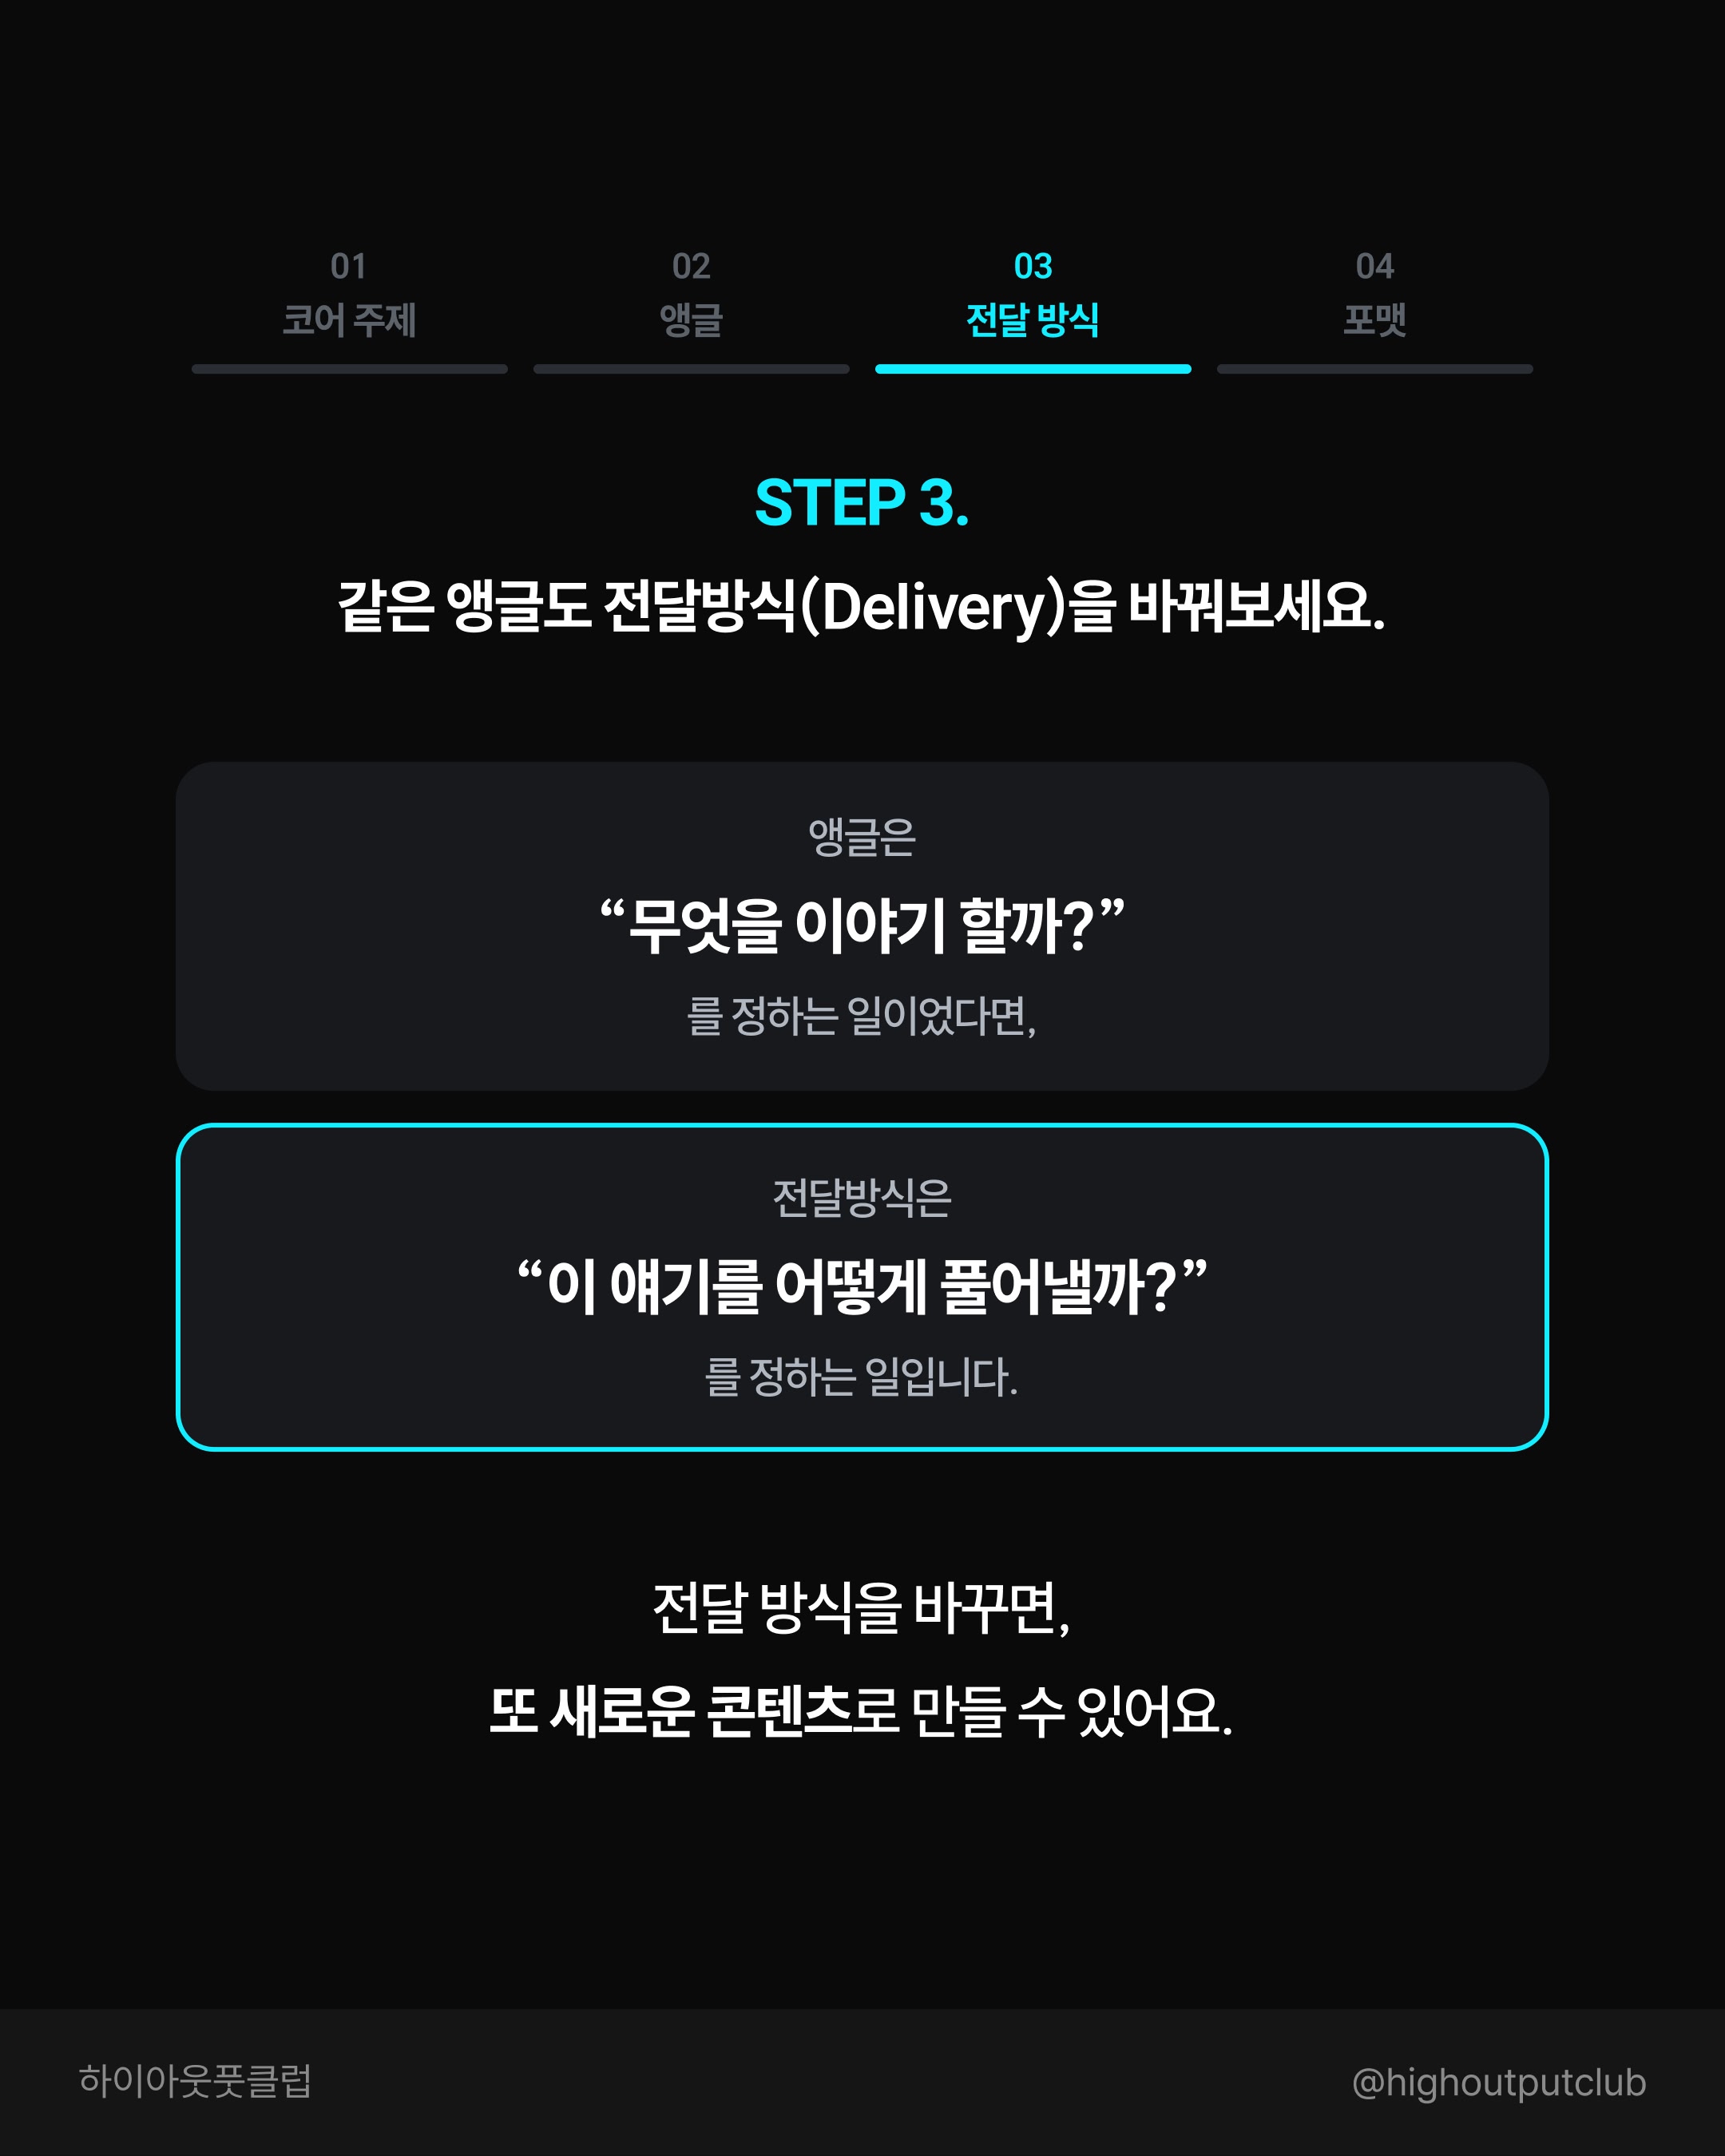 01
코어 주제
02
앵글
03
전달 방식
04
포맷
STEP 3.
같은 앵글도 전달방식(Delivery)을 바꿔보세요.
앵글은
“무엇을 이야기 할까?”
를 정하는 일이었다면,
전달방식은
“이 얘기를 어떻게 풀어낼까?”
를 정하는 일입니다.
전달 방식을 바꾸면,
또 새로운 콘텐츠로 만들 수 있어요.
하이아웃풋클럽
@highoutputclub